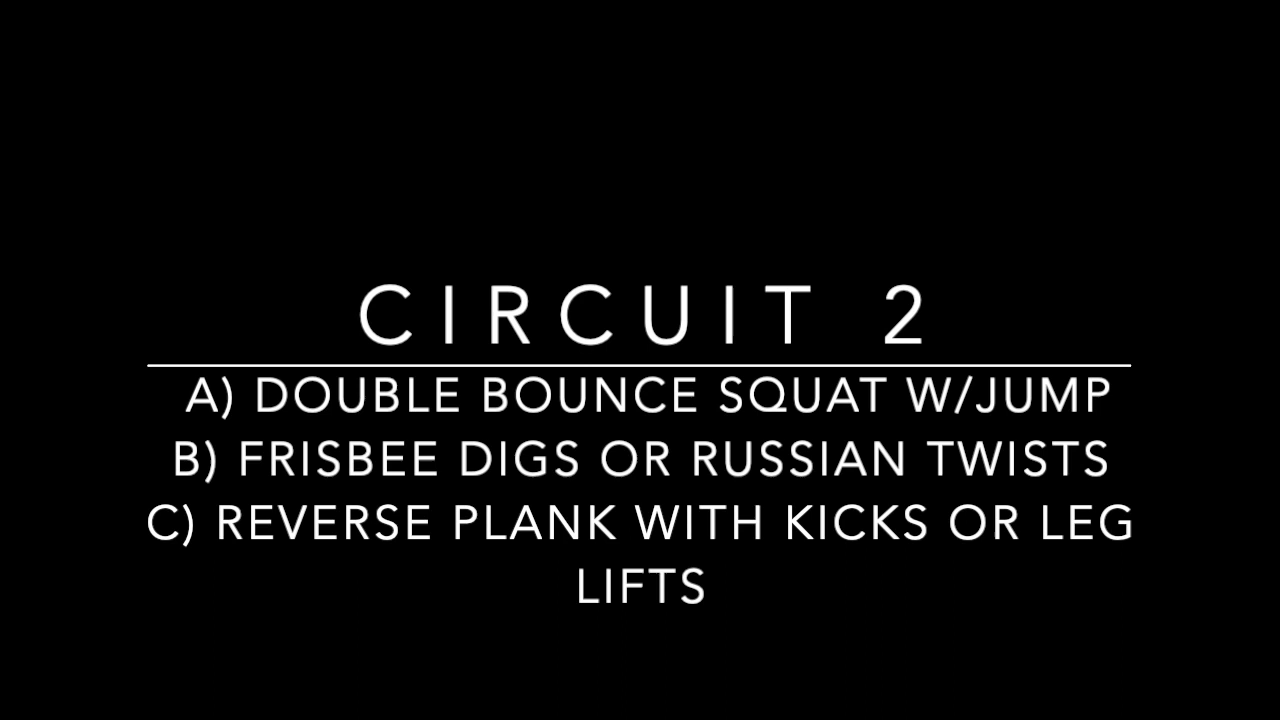 CIRCUIT 2
A) DOUBLE BOUNCE SQUAT W/JUMP
B) FRISBEE DIGS OR RUSSIAN TWISTS
C) REVERSE PLANK WITH KICKS OR LEG
LIFTS